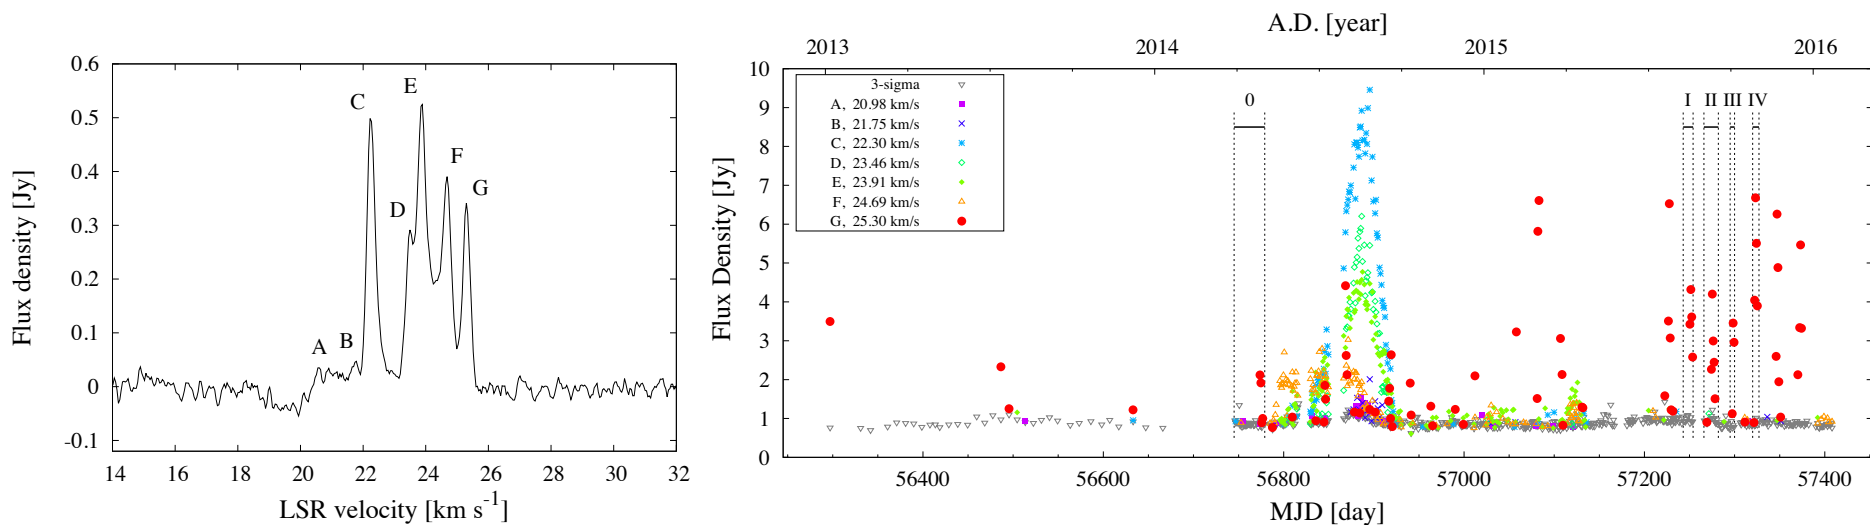 0.6
0.5
0.4
0.3
0.2
0.1
0
-0.1
Flux density [Jy]
A
B
C
D
E
F
G
14 16 18 20 22 24 26 28 30 32
LSR velocity [km s-1]
A.D. [year]
2013 2014 2015 2016
10
9
8
7
6
5
4
3
2
1
0
Flux Density [Jy]
3-sigma
A, 20.98 km/s
B, 21.75 km/s
C, 22.30 km/s
D, 23.46 km/s
E, 23.91 km/s
F, 24.69 km/s
G, 25.30 km/s
0 I II III IV
56400 56600 56800 57000 57200 57400
MJD [day]